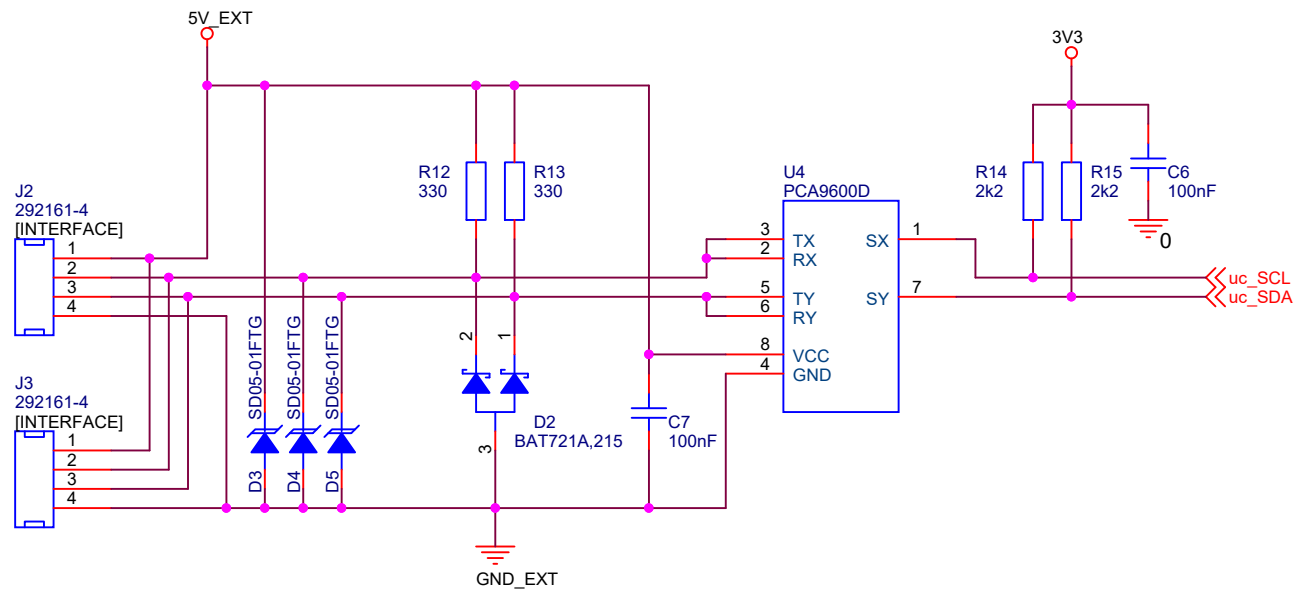 5V_EXT
3V3
R12
330
R13
330
U4
PCA9600D
R14
2k2
R15
2k2
C6
100nF
0
J2
292161-4
[INTERFACE]
1
2
3
4
3
TX
2
RX
5
TY
6
RY
8
VCC
4
GND
SX
1
SY
7
uc_SCL
uc_SDA
J3
292161-4
[INTERFACE]
1
2
3
4
SD05-01FTG
SD05-01FTG
SD05-01FTG
D3
D4
D5
2
1
3
D2
BAT721A,215
C7
100nF
GND_EXT